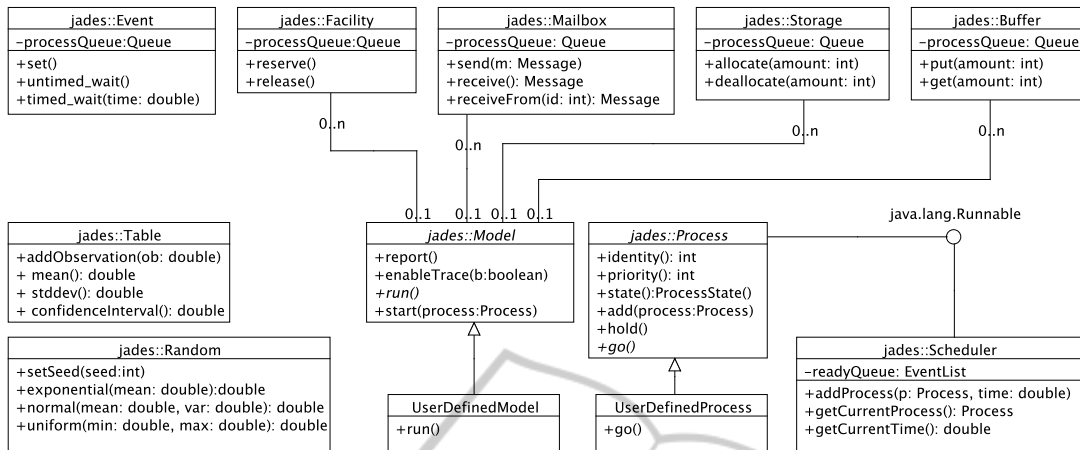 jades::Event
-processQueue:Queue
+set()
+untimed_wait()
+timed_wait(time: double)
jades::Facility
-processQueue:Queue
+reserve()
+release()
jades::Mailbox
-processQueue: Queue
+send(m: Message)
+receive(): Message
+receiveFrom(id: int): Message
jades::Storage
-processQueue: Queue
+allocate(amount: int)
+deallocate(amount: int)
jades::Buffer
-processQueue: Queue
+put(amount: int)
+get(amount: int)
0..n
0..n
0..n
0..n
0..1
0..1
0..1
0..1
java.lang.Runnable
jades::Table
+addObservation(ob: double)
+ mean(): double
+ stddev(): double
+ confidenceInterval(): double
jades::Model
+report()
+enableTrace(b:boolean)
+run()
+start(process:Process)
jades::Process
+identity(): int
+priority(): int
+state():ProcessState()
+add(process:Process)
+hold()
+go()
jades::Random
+setSeed(seed:int)
+exponential(mean: double):double
+normal(mean: double, var: double): double
+uniform(min: double, max: double): double
UserDefinedModel
+run()
UserDefinedProcess
+go()
jades::Scheduler
-readyQueue: EventList
+addProcess(p: Process, time: double)
+getCurrentProcess(): Process
+getCurrentTime(): double